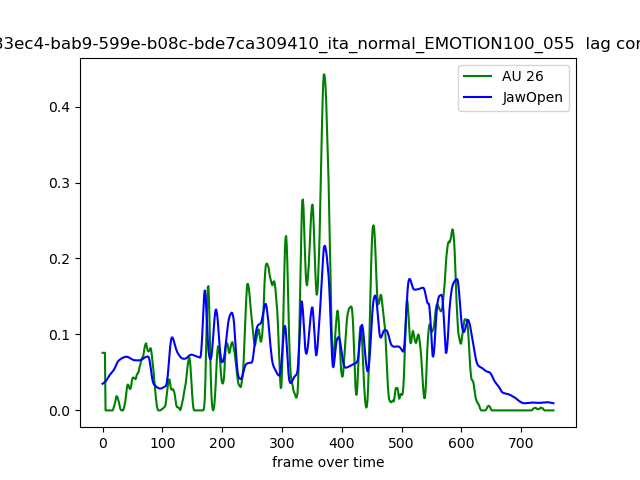 33ec4-bab9-599e-b08c-bde7ca309410_ita_normal_EMOTION100_055 lag cor
AU 26
JawOpen
0.4
0.3
0.2
0.1
0.0
0 100 200 300 400 500 600 700
frame over time